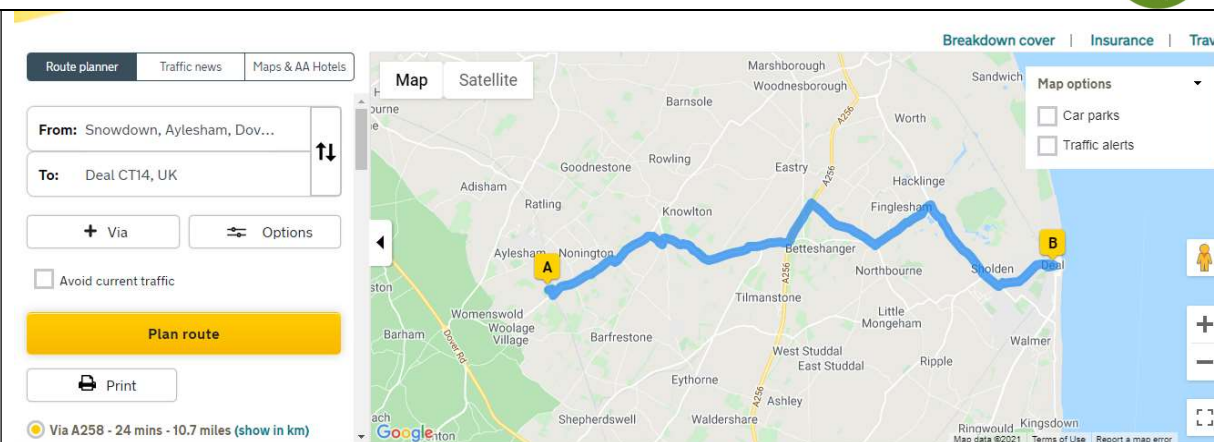 Breakdown cover | Insurance | Trav
Route planner
Traffic news
Maps & AA Hotels
From: Snowdown, Aylesham, Dov...
To: Deal CT14, UK
+ Via
Options
Avoid current traffic
Plan route
Print
Via A258 - 24 mins - 10.7 miles (show in km)
Map
Satellite
Map options
Car parks
Traffic alerts
Marshborough
Woodnesborough
Sandwich
Barnsole
Worth
A256
Goodnestone
Rowling
Eastry
A256
Hacklinge
Adisham
Ratling
Knowlton
Finglesham
Aylesham
Nonington
Betteshanger
A
B
Deal
Northbourne
Sholden
A256
Tilmanstone
Womenswold
Woolage
Village
Barham
Dover Rd
Barfrestone
Little
Mongeham
Walmer
West Studdal
East Studdal
Ripple
Eythorne
A256
Ashley
Shepherdswell
Waldershare
Ringwould
Kingsdown
Google
Map data ©2021
Terms of Use
Report a map error